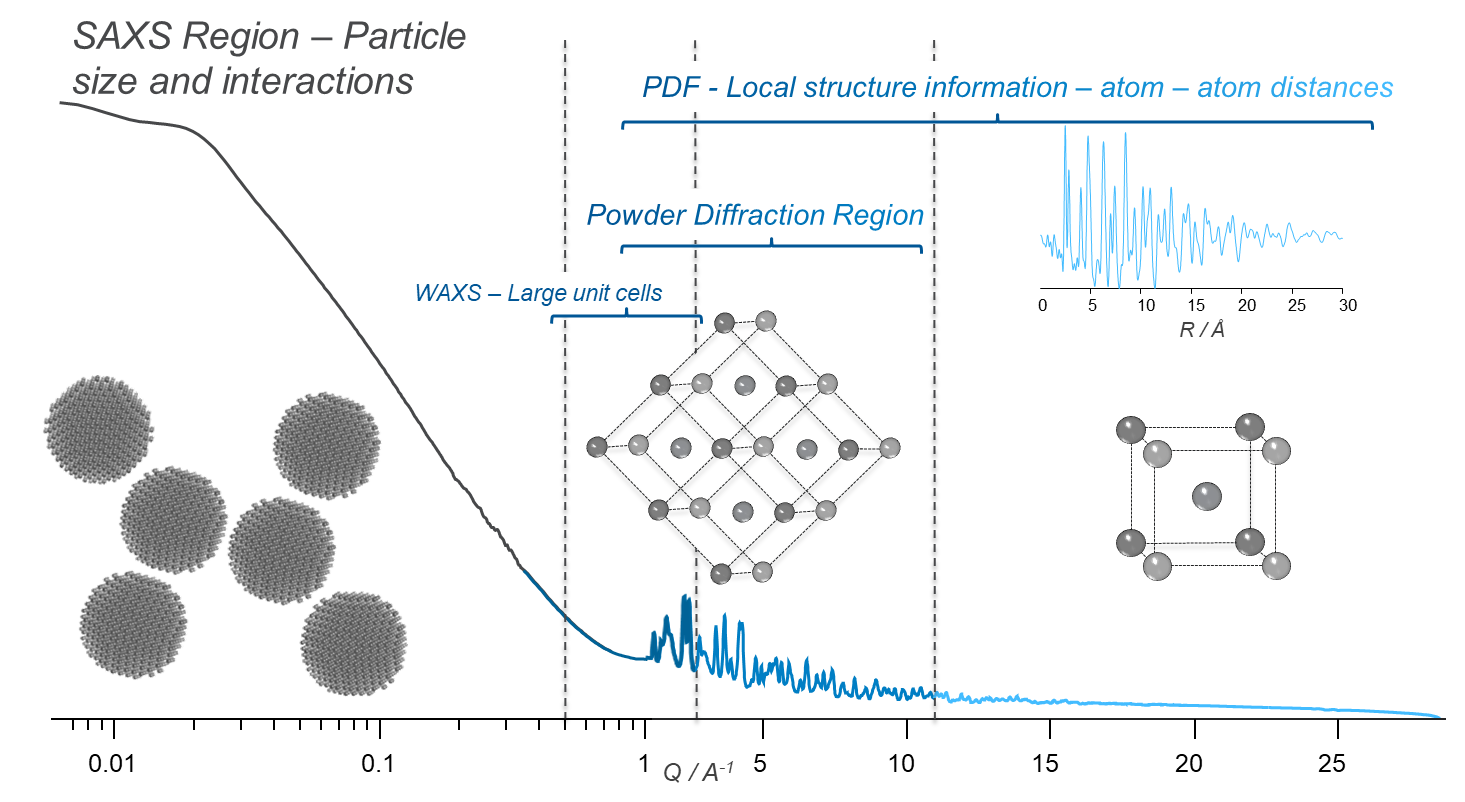 SAXS Region – Particle
size and interactions
PDF - Local structure information – atom – atom distances
Powder Diffraction Region
WAXS – Large unit cells
0 5 10 15 20 25 30
R / Å
0.01 0.1 1 5 10 15 20 25
Q / A-1